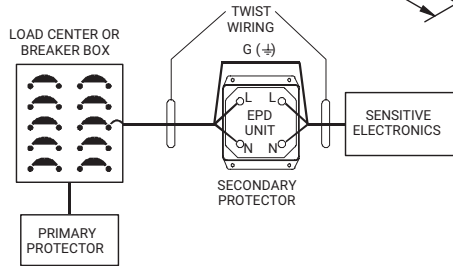 TWIST
WIRING
LOAD CENTER OR
BREAKER BOX
G (⏚)
L L
EPD
UNIT
N N
SENSITIVE
ELECTRONICS
SECONDARY
PROTECTOR
PRIMARY
PROTECTOR